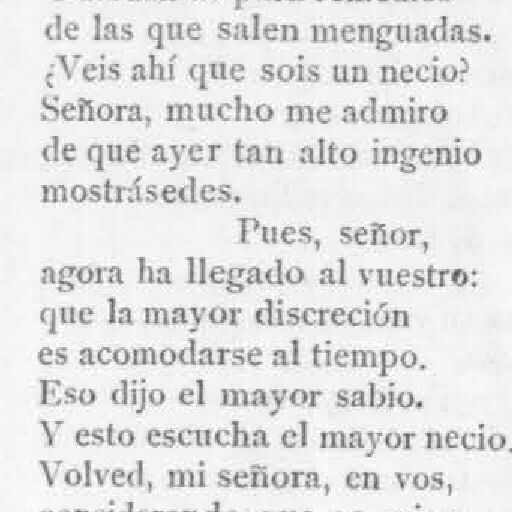 de las que salen menguadas.
¿Veis ahí que sois un necio?
Señora, mucho me admiro
de que ayer tan alto ingenio
mostrásedes.
Pues, señor,
agora ha llegado al vuestro:
que la mayor discreción
es acomodarse al tiempo.
Eso dijo el mayor sabio.
Y esto escucha el mayor necio.
Volved, mi señora, en vos,